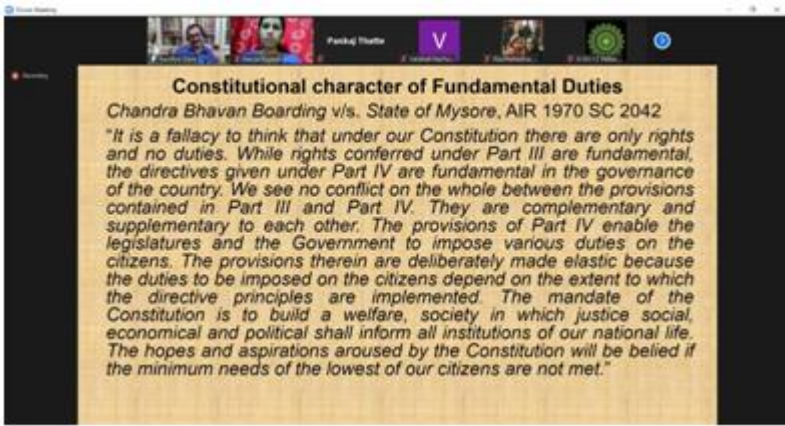 Zoom Meeting
Pankaj Thatte
V
Recording
Constitutional character of Fundamental Duties
Chandra Bhavan Boarding v/s. State of Mysore, AIR 1970 SC 2042
"It is a fallacy to think that under our Constitution there are only rights
and no duties. While rights conferred under Part III are fundamental,
the directives given under Part IV are fundamental in the governance
of the country. We see no conflict on the whole between the provisions
contained in Part III and Part IV. They are complementary and
supplementary to each other. The provisions of Part IV enable the
legislatures and the Government to impose various duties on the
citizens. The provisions therein are deliberately made elastic because
the duties to be imposed on the citizens depend on the extent to which
the directive principles are implemented. The mandate of the
Constitution is to build a welfare, society in which justice social,
economical and political shall inform all institutions of our national life.
The hopes and aspirations aroused by the Constitution will be belied if
the minimum needs of the lowest of our citizens are not met."